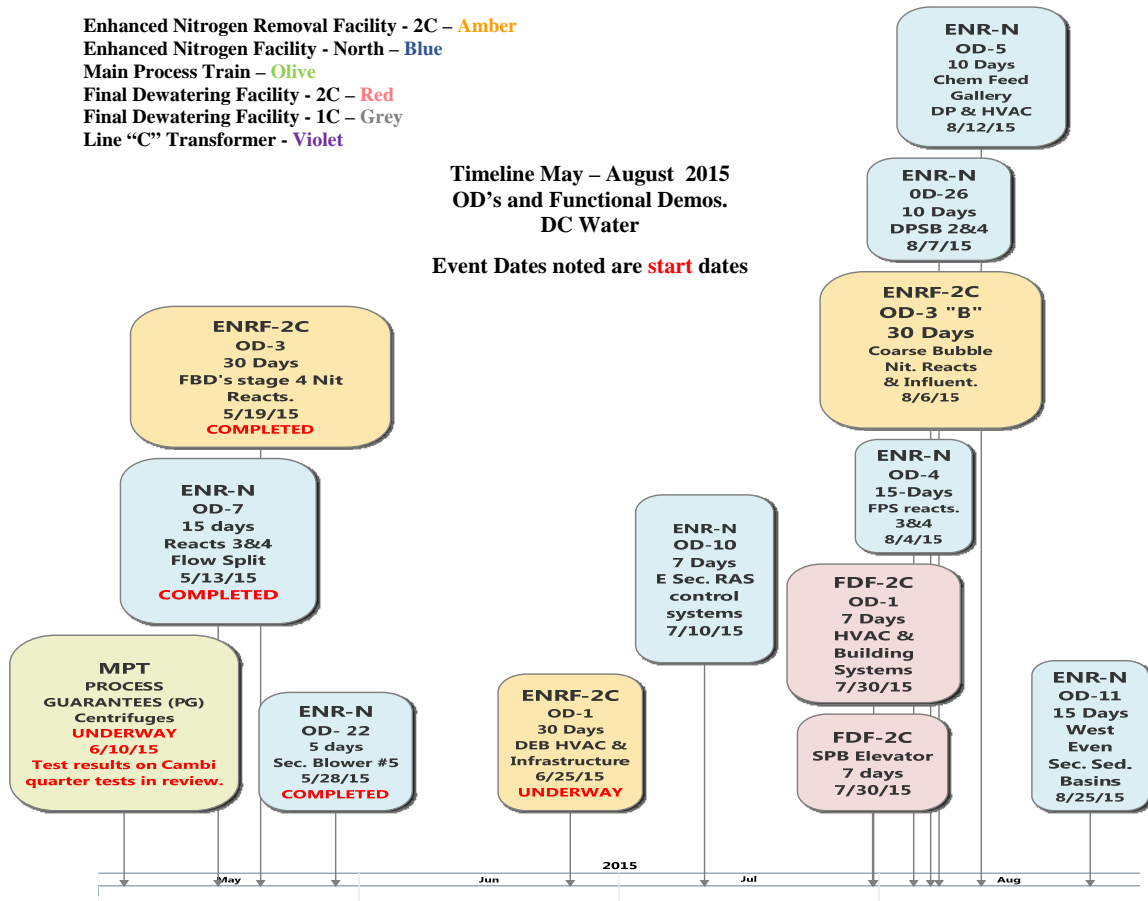 Enhanced Nitrogen Removal Facility - 2C – Amber
Enhanced Nitrogen Facility - North – Blue
Main Process Train – Olive
Final Dewatering Facility - 2C – Red
Final Dewatering Facility - 1C – Grey
Line “C” Transformer - Violet
Timeline May – August 2015
OD's and Functional Demos.
DC Water
Event Dates noted are start dates
ENR-N
OD-5
10 Days
Chem Feed
Gallery
DP & HVAC
8/12/15
ENR-N
0D-26
10 Days
DPSB 2&4
8/7/15
ENRF-2C
OD-3 "B"
30 Days
Coarse Bubble
Nit. Reacts
& Influent.
8/6/15
ENRF-2C
OD-3
30 Days
FBD's stage 4 Nit
Reacts.
5/19/15
COMPLETED
ENR-N
OD-4
15-Days
FPS reacts.
3&4
8/4/15
ENR-N
OD-7
15 days
Reacts 3&4
Flow Split
5/13/15
COMPLETED
ENR-N
OD-10
7 Days
E Sec. RAS
control
systems
7/10/15
FDF-2C
OD-1
7 Days
HVAC &
Building
Systems
7/30/15
MPT
PROCESS
GUARANTEES (PG)
Centrifuges
UNDERWAY
6/10/15
Test results on Cambi
quarter tests in review.
ENR-N
OD- 22
5 days
Sec. Blower #5
5/28/15
COMPLETED
ENRF-2C
OD-1
30 Days
DEB HVAC &
Infrastructure
6/25/15
UNDERWAY
FDF-2C
SPB Elevator
7 days
7/30/15
ENR-N
OD-11
15 Days
West
Even
Sec. Sed.
Basins
8/25/15
2015
May
Jun
Jul
Aug